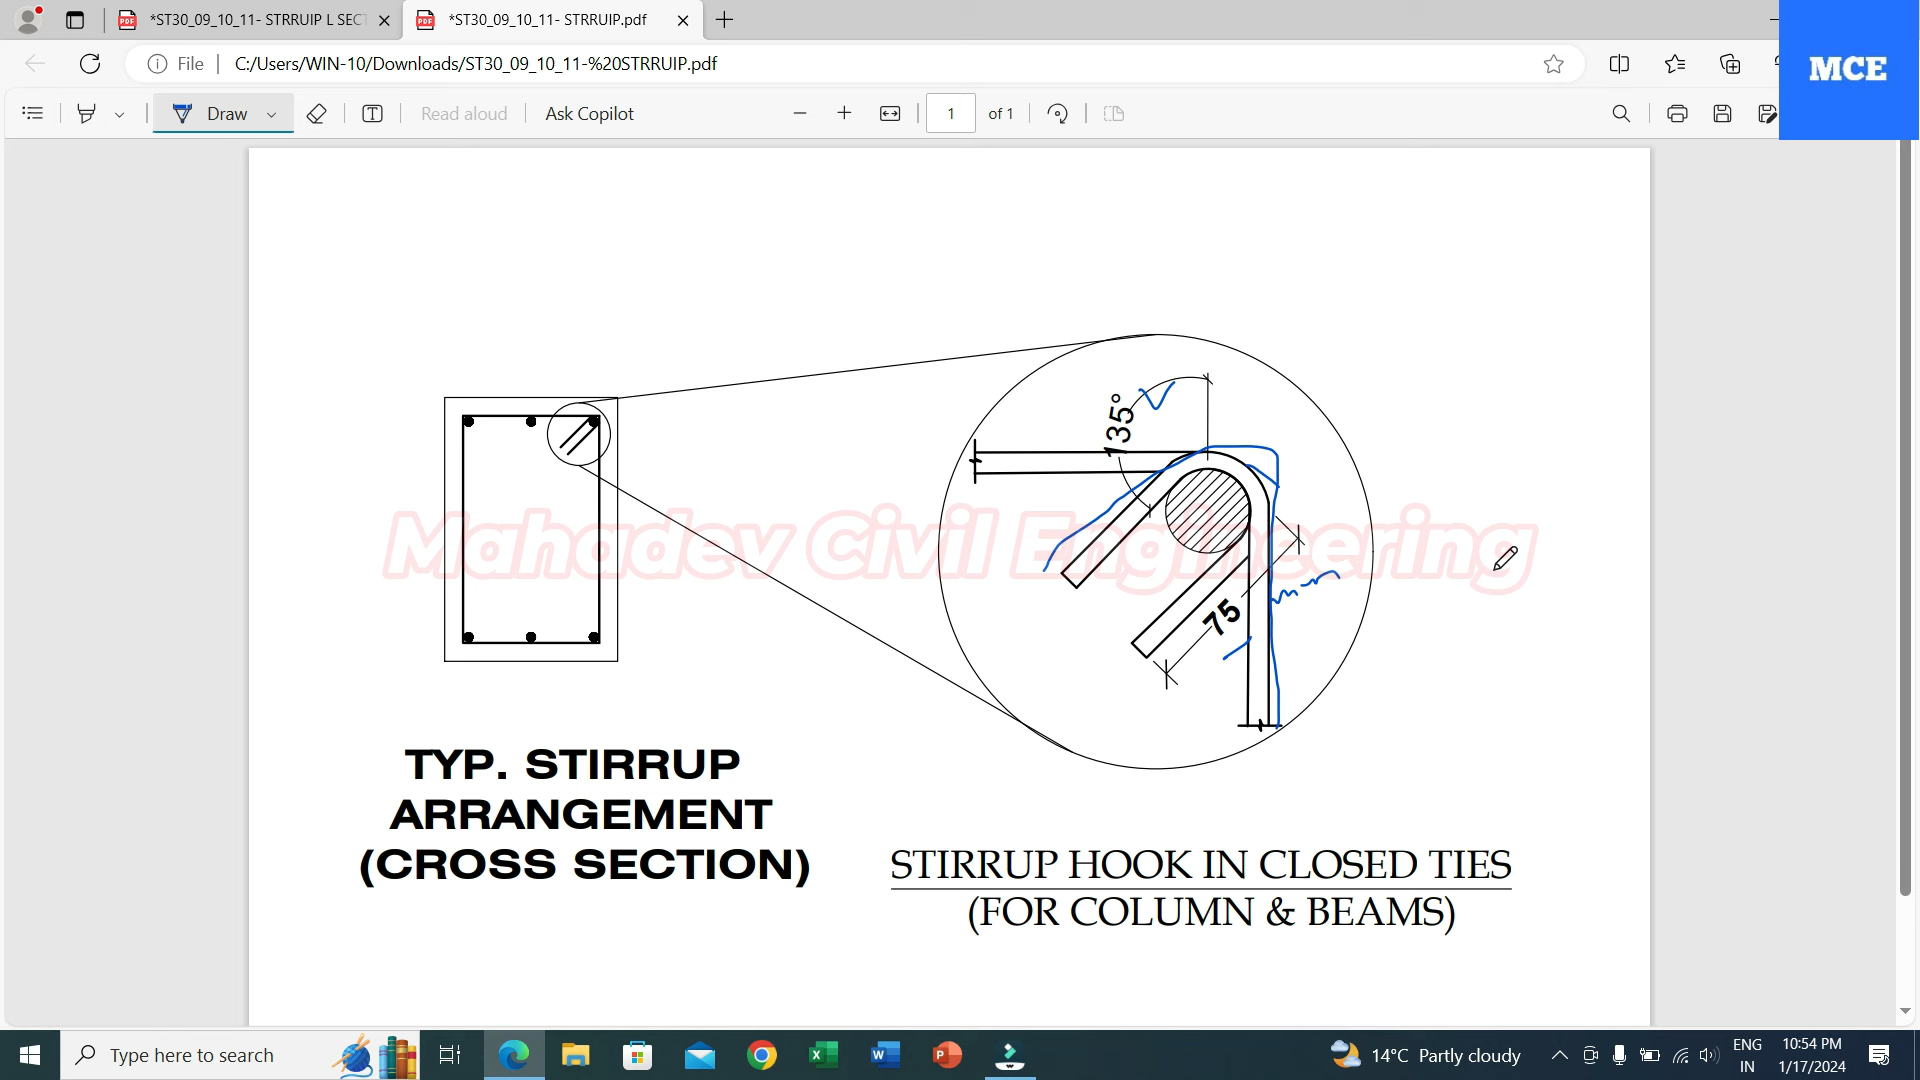 *ST30_09_10_11- STRRUIP L SECT
*ST30_09_10_11- STRRUIP.pdf
File
C:/Users/WIN-10/Downloads/ST30_09_10_11-%20STRRUIP.pdf
MCE
Draw
Read aloud
Ask Copilot
1
of 1
135°
Mahadev Civil Engineering
75
TYP. STIRRUP
ARRANGEMENT
(CROSS SECTION)
STIRRUP HOOK IN CLOSED TIES
(FOR COLUMN & BEAMS)
Type here to search
14°C Partly cloudy
ENG
IN
10:54 PM
1/17/2024